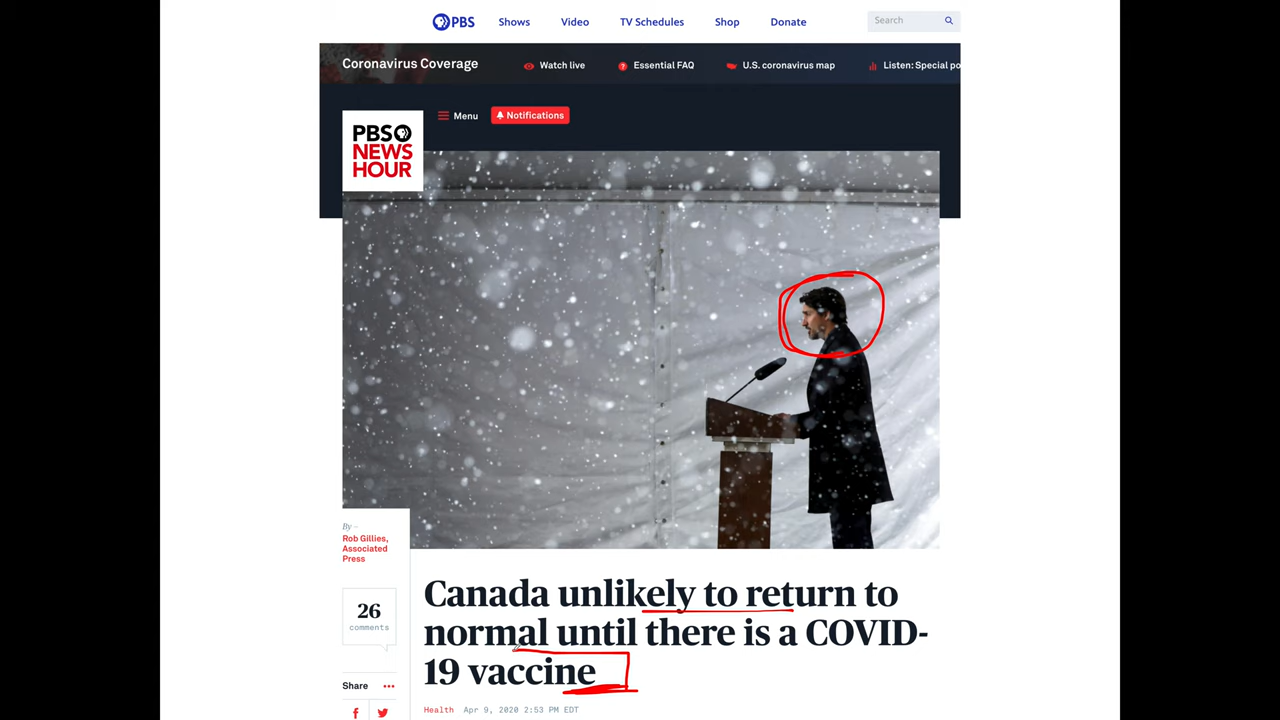 PBS
Shows
Video
TV Schedules
Shop
Donate
Search
Coronavirus Coverage
Watch live
Essential FAQ
U.S. coronavirus map
Listen: Special po
PBS
NEWS
HOUR
Menu
Notifications
By —
Rob Gillies,
Associated
Press
26
comments
Share
Canada unlikely to return to
normal until there is a COVID-
19 vaccine
Health Apr 9, 2020 2:53 PM EDT